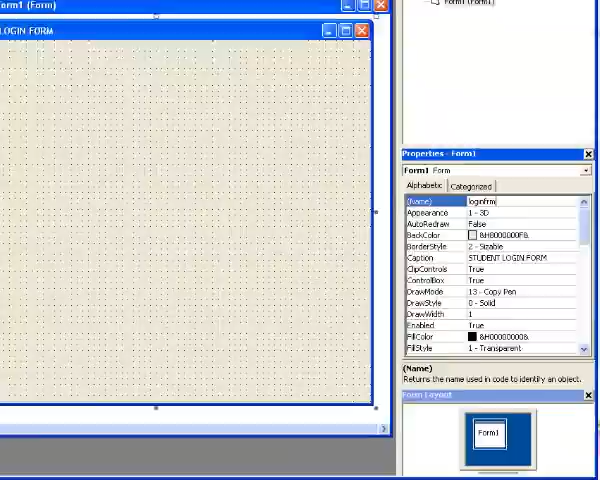 orm1 (Form)
LOGIN FORM
Form1 (Form1)
Properties - Form1
Form1 Form
Alphabetic Categorized
(Name) loginfrm
Appearance 1 - 3D
AutoRedraw False
BackColor &H8000000F&
BorderStyle 2 - Sizable
Caption STUDENT LOGIN FORM
ClipControls True
ControlBox True
DrawMode 13 - Copy Pen
DrawStyle 0 - Solid
DrawWidth 1
Enabled True
FillColor &H00000000&
FillStyle 1 - Transparent
(Name)
Returns the name used in code to identify an object.
Form Layout
Form1